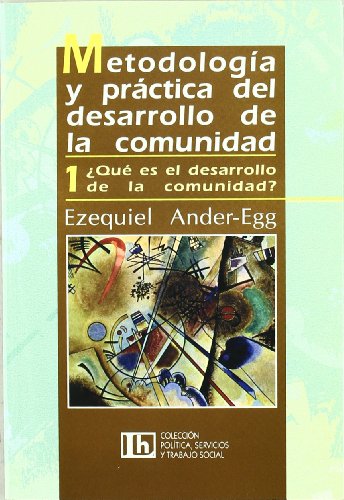 Metodología
y práctica del
desarrollo de
la comunidad
1 ¿Qué es el desarrollo
de la comunidad?
Ezequiel Ander-Egg
lh
COLECCIÓN
POLÍTICA, SERVICIOS
Y TRABAJO SOCIAL